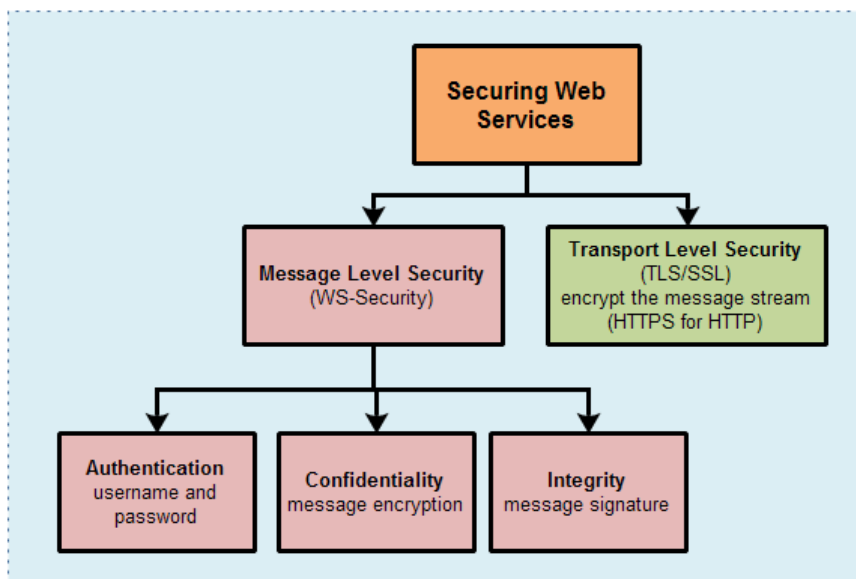 Securing Web
Services
Message Level Security
(WS-Security)
Transport Level Security
(TLS/SSL)
encrypt the message stream
(HTTPS for HTTP)
Authentication
username and
password
Confidentiality
message encryption
Integrity
message signature